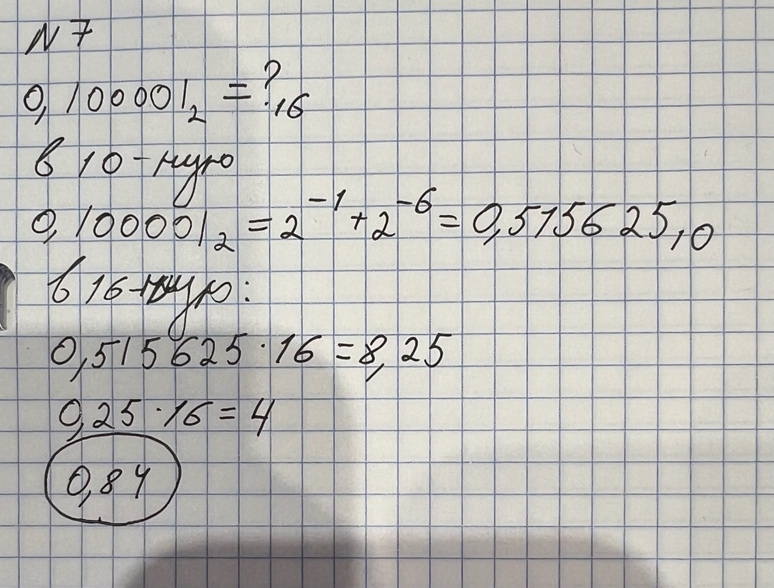 N 7
0,100001₂ = ?₁₆
в 10-ную
0,100001₂ = 2⁻¹ + 2⁻⁶ = 0,515625₁₀
в 16-ную:
0,515625 · 16 = 8,25
0,25 · 16 = 4
0,84